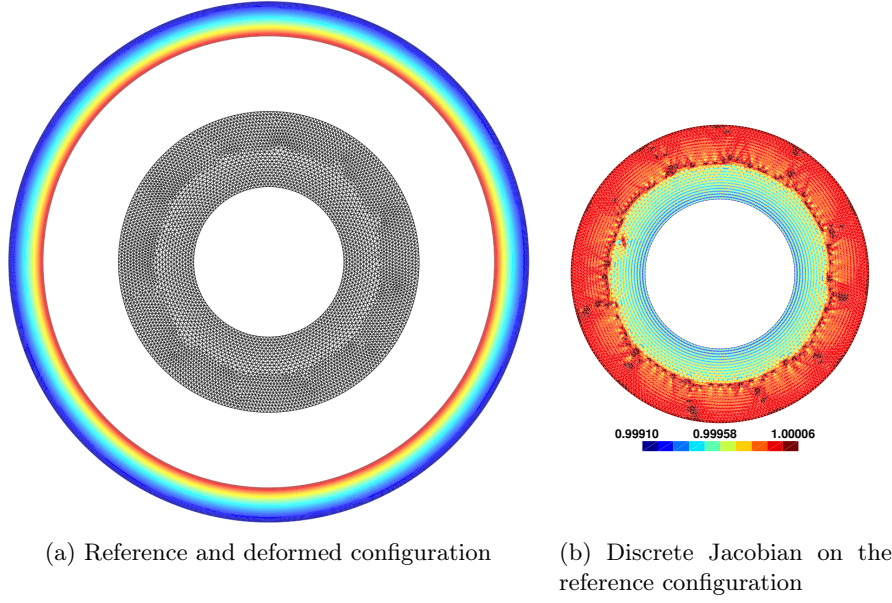 0.99910 0.99958 1.00006
(a) Reference and deformed configuration
(b) Discrete Jacobian on the
reference configuration